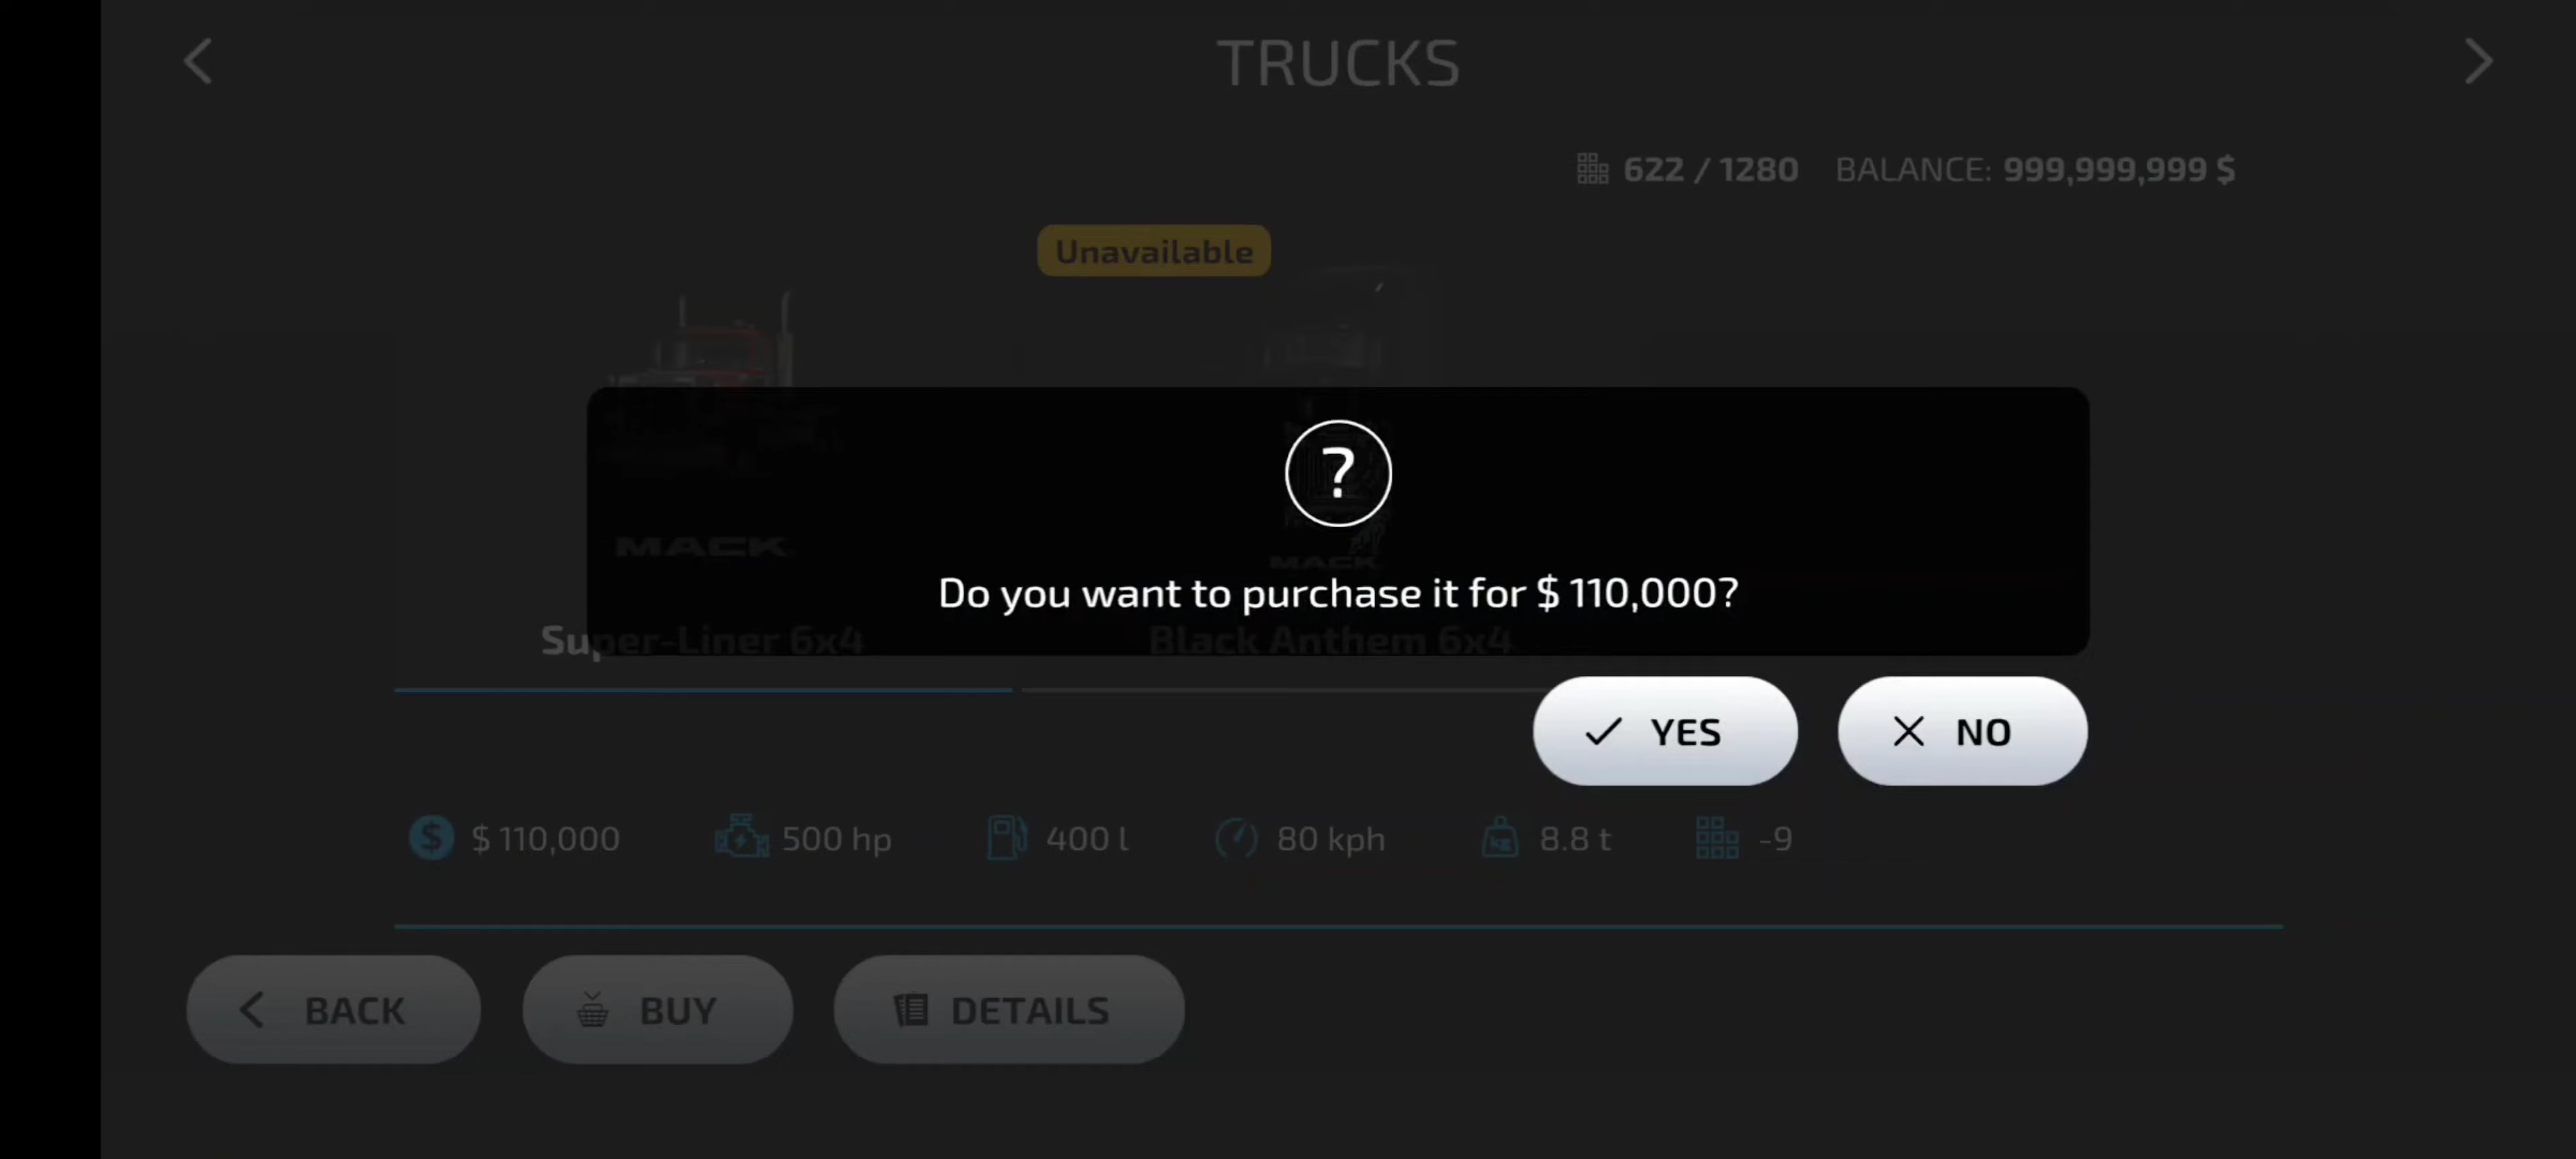 TRUCKS
622 / 1280 BALANCE: 999,999,999 $
Unavailable
?
MACK
MACK
Do you want to purchase it for $ 110,000?
Super-Liner 6x4
Black Anthem 6x4
YES
NO
$ $ 110,000
500 hp
400 l
80 kph
kg 8.8 t
-9
BACK
BUY
DETAILS